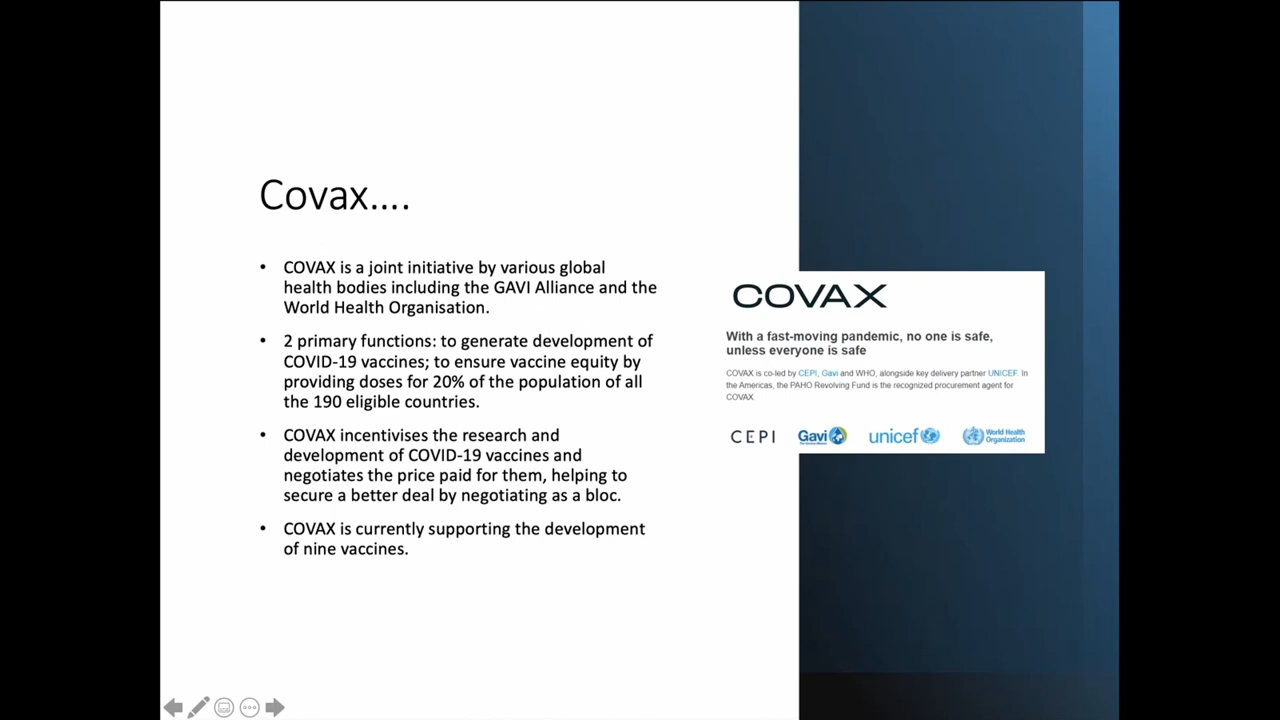 Covax....
• COVAX is a joint initiative by various global
health bodies including the GAVI Alliance and the
World Health Organisation.
• 2 primary functions: to generate development of
COVID-19 vaccines; to ensure vaccine equity by
providing doses for 20% of the population of all
the 190 eligible countries.
• COVAX incentivises the research and
development of COVID-19 vaccines and
negotiates the price paid for them, helping to
secure a better deal by negotiating as a bloc.
• COVAX is currently supporting the development
of nine vaccines.
COVAX
With a fast-moving pandemic, no one is safe,
unless everyone is safe
COVAX is co-led by CEPI, Gavi and WHO, alongside key delivery partner UNICEF. In
the Americas, the PAHO Revolving Fund is the recognized procurement agent for
COVAX.
CEPI Gavi unicef World Health
Organization